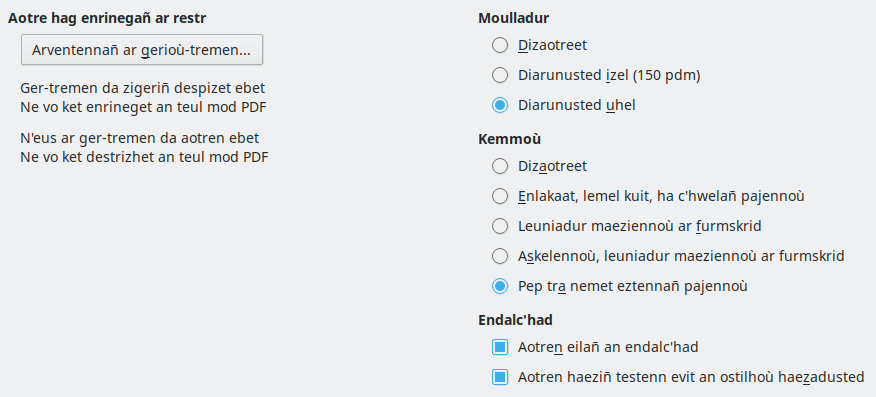 Aotre hag enrinegañ ar restr
Arventennañ ar gerioù-tremen...
Ger-tremen da zigeriñ despizet ebet
Ne vo ket enrineget an teul mod PDF
N'eus ar ger-tremen da aotren ebet
Ne vo ket destrizhet an teul mod PDF
Moulladur
Dizaotreet
Diarunusted izel (150 pdm)
Diarunusted uhel
Kemmoù
Dizaotreet
Enlakaat, lemel kuit, ha c'hwelañ pajennoù
Leuniadur maeziennoù ar furmskrid
Askelennoù, leuniadur maeziennoù ar furmskrid
Pep tra nemet eztennañ pajennoù
Endalc'had
Aotren eilañ an endalc'had
Aotren haeziñ testenn evit an ostilhoù haezadusted